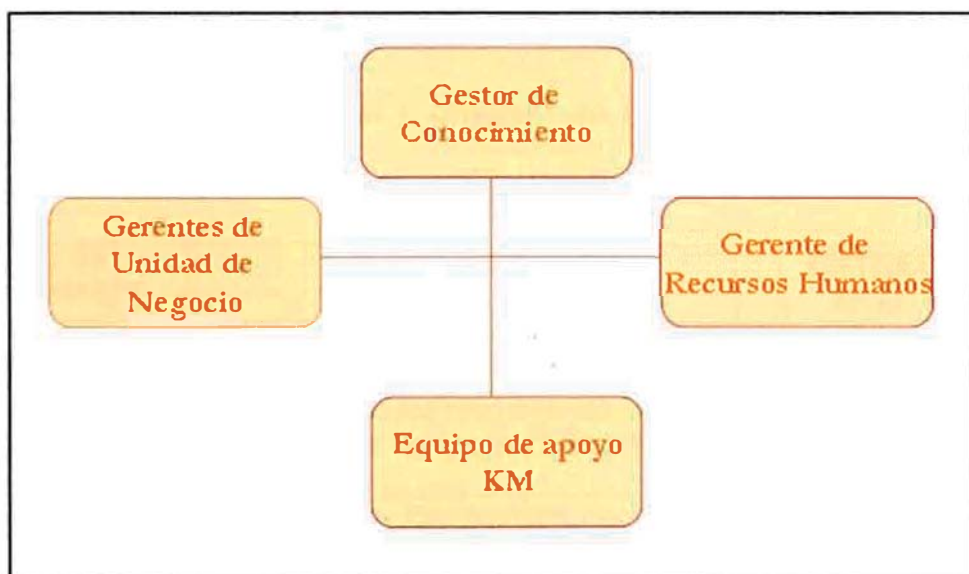 Gestor de
Conocimiento
Gerentes de
Unidad de
Negocio
Gerente de
Recursos Humanos
Equipo de apoyo
KM